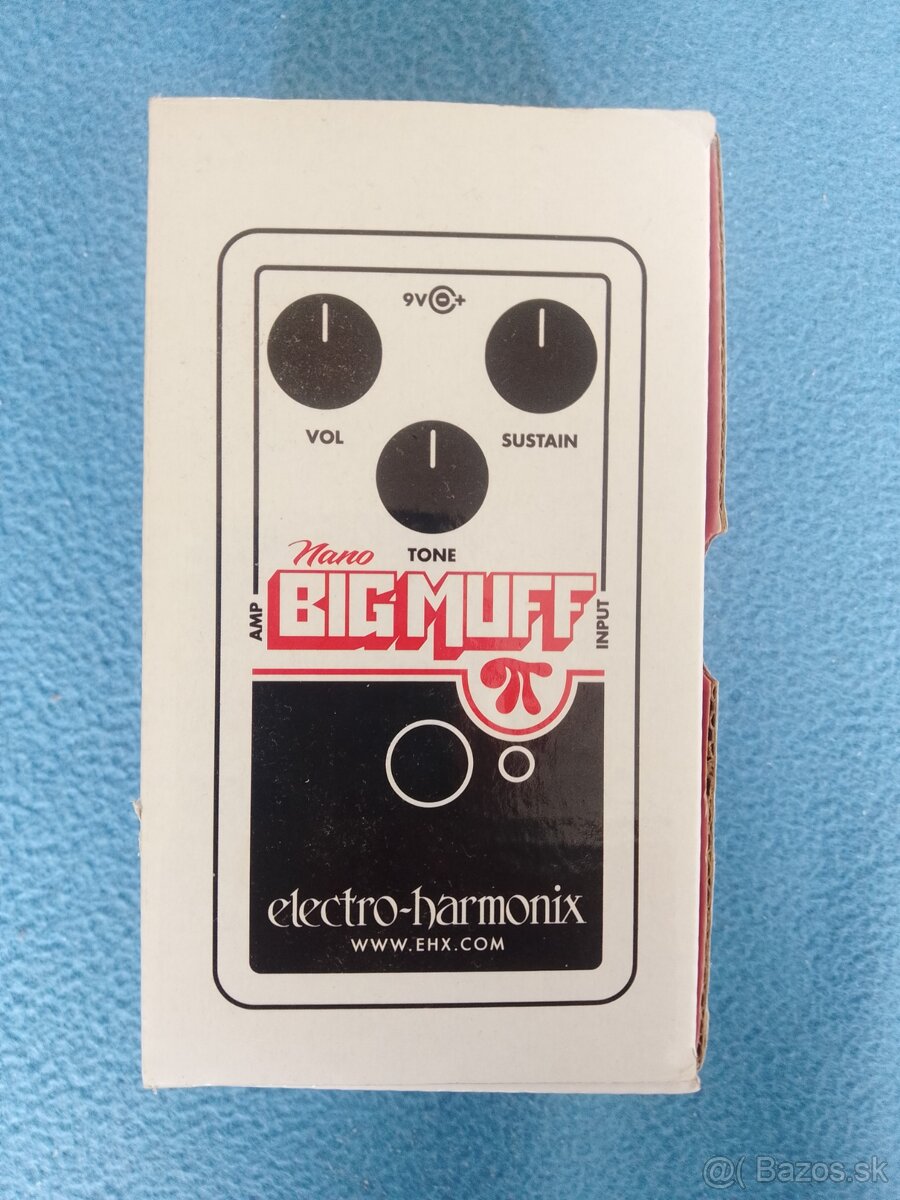 9V +
VOL
SUSTAIN
TONE
Nano
BIG MUFF
π
AMP
INPUT
electro-harmonix
WWW.EHX.COM
@( Bazos.sk